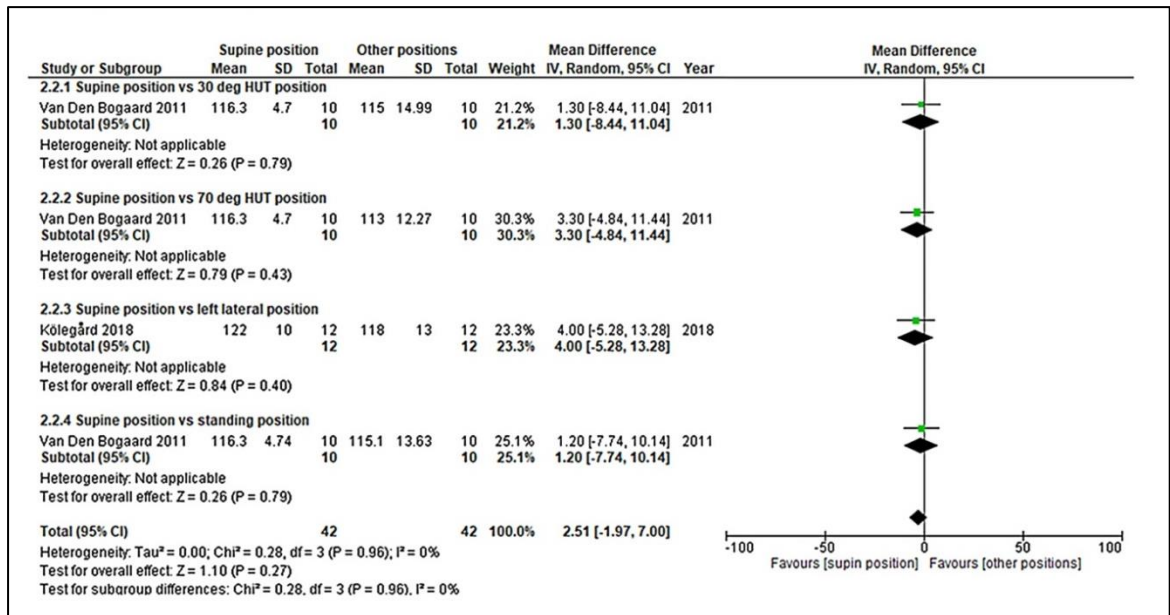 Supine position Other positions Mean Difference Mean Difference
Study or Subgroup Mean SD Total Mean SD Total Weight IV, Random, 95% CI Year IV, Random, 95% CI
2.2.1 Supine position vs 30 deg HUT position
Van Den Bogaard 2011 116.3 4.7 10 115 14.99 10 21.2% 1.30 [-8.44, 11.04] 2011
Subtotal (95% CI) 10 10 21.2% 1.30 [-8.44, 11.04]
Heterogeneity: Not applicable
Test for overall effect: Z = 0.26 (P = 0.79)
2.2.2 Supine position vs 70 deg HUT position
Van Den Bogaard 2011 116.3 4.7 10 113 12.27 10 30.3% 3.30 [-4.84, 11.44] 2011
Subtotal (95% CI) 10 10 30.3% 3.30 [-4.84, 11.44]
Heterogeneity: Not applicable
Test for overall effect: Z = 0.79 (P = 0.43)
2.2.3 Supine position vs left lateral position
Kölegård 2018 122 10 12 118 13 12 23.3% 4.00 [-5.28, 13.28] 2018
Subtotal (95% CI) 12 12 23.3% 4.00 [-5.28, 13.28]
Heterogeneity: Not applicable
Test for overall effect: Z = 0.84 (P = 0.40)
2.2.4 Supine position vs standing position
Van Den Bogaard 2011 116.3 4.74 10 115.1 13.63 10 25.1% 1.20 [-7.74, 10.14] 2011
Subtotal (95% CI) 10 10 25.1% 1.20 [-7.74, 10.14]
Heterogeneity: Not applicable
Test for overall effect: Z = 0.26 (P = 0.79)
Total (95% CI) 42 42 100.0% 2.51 [-1.97, 7.00]
Heterogeneity: Tau² = 0.00; Chi² = 0.28, df = 3 (P = 0.96); I² = 0%
Test for overall effect: Z = 1.10 (P = 0.27)
Test for subgroup differences: Chi² = 0.28, df = 3 (P = 0.96), I² = 0%
-100 -50 0 50 100
Favours [supin position] Favours [other positions]